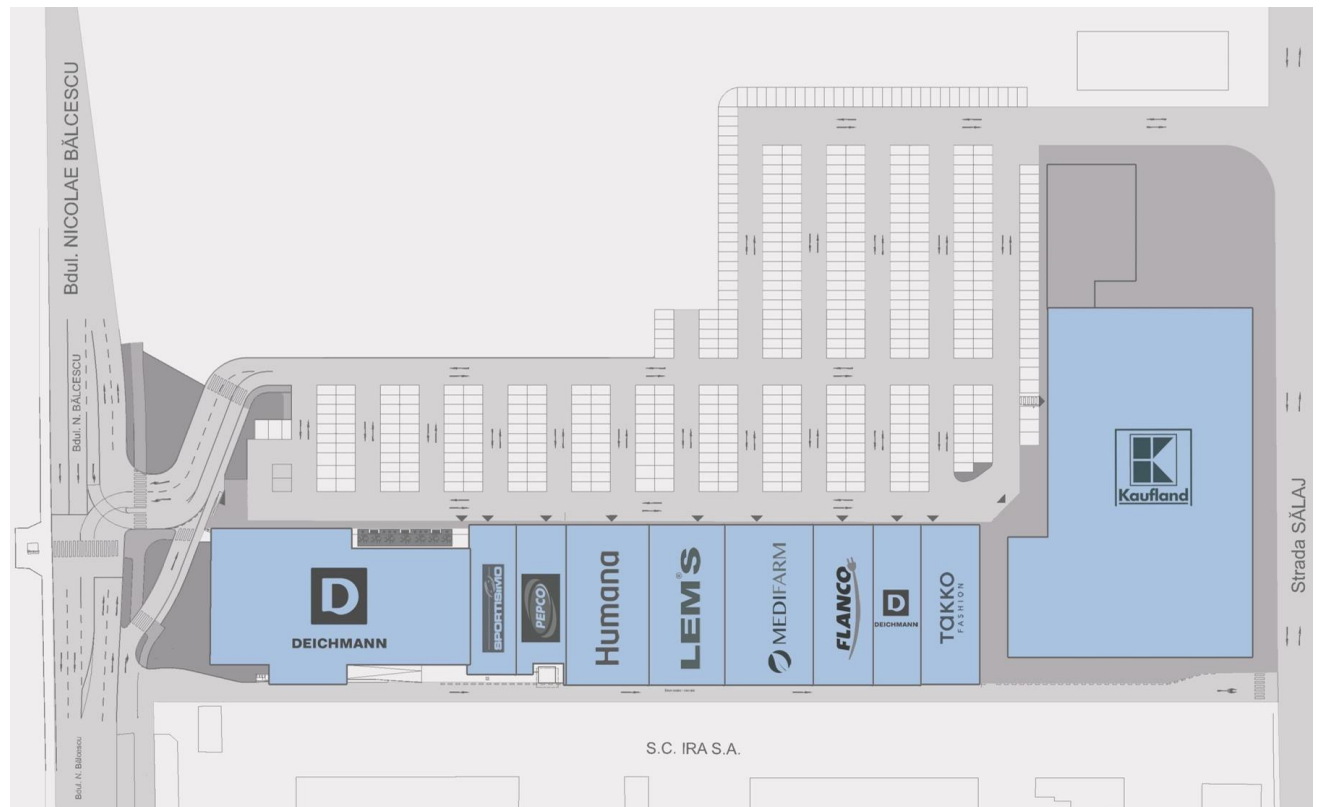 Bdul. NICOLAE BĂLCESCU
Bdul. N. BĂLCESCU
Bdul. N. Bălcescu
D
DEICHMANN
SPORTISIMO
PEPCO
Humana
LEM'S®
MEDIFARM
FLANCO
D
DEICHMANN
TAKKO
FASHION
K
Kaufland
Strada SĂLAJ
S.C. IRA S.A.